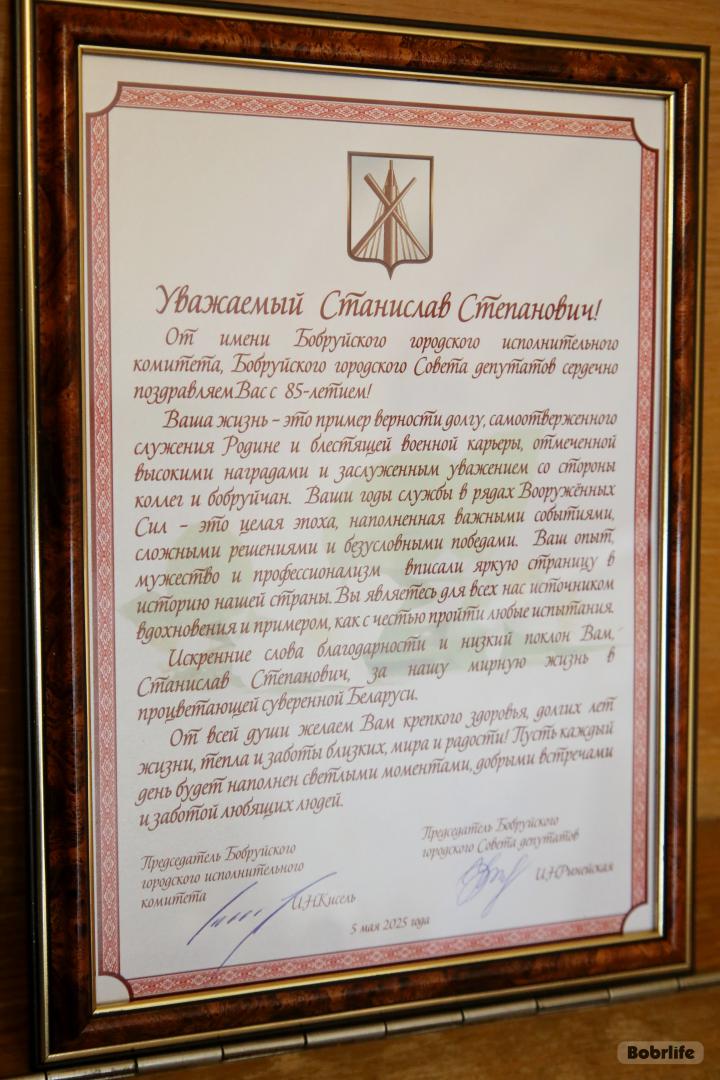 Уважаемый Станислав Степанович!
От имени Бобруйского городского исполнительного
комитета, Бобруйского городского Совета депутатов сердечно
поздравляем Вас с 85-летием!
Ваша жизнь – это пример верности долгу, самоотверженного
служения Родине и блестящей военной карьеры, отмеченной
высокими наградами и заслуженным уважением со стороны
коллег и бобруйчан. Ваши годы службы в рядах Вооружённых
Сил – это целая эпоха, наполненная важными событиями,
сложными решениями и безусловными победами. Ваш опыт,
мужество и профессионализм вписали яркую страницу в
историю нашей страны. Вы являетесь для всех нас источником
вдохновения и примером, как с честью пройти любые испытания.
Искренние слова благодарности и низкий поклон Вам,
Станислав Степанович, за нашу мирную жизнь в
процветающей суверенной Беларуси.
От всей души желаем Вам крепкого здоровья, долгих лет
жизни, тепла и заботы близких, мира и радости! Пусть каждый
день будет наполнен светлыми моментами, добрыми встречами
и заботой любящих людей.
Председатель Бобруйского
городского исполнительного
комитета
И.Н.Кисель
Председатель Бобруйского
городского Совета депутатов
И.Э.Рынейская
5 мая 2025 года
Bobrlife